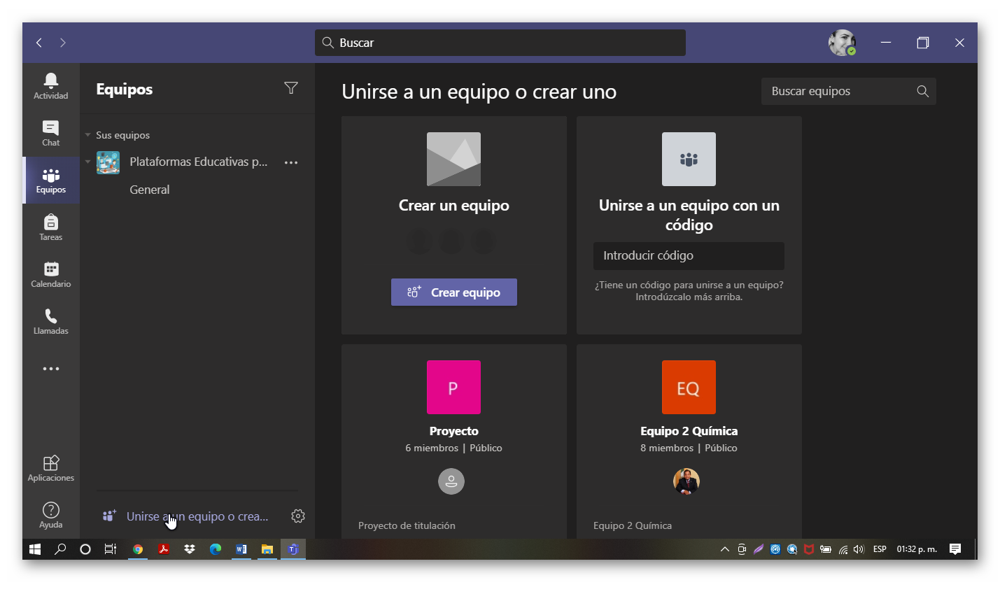 Buscar
Actividad
Chat
Equipos
Tareas
Calendario
Llamadas
Aplicaciones
Ayuda
Equipos
Sus equipos
Plataformas Educativas p...
General
Unirse a un equipo o crea...
Unirse a un equipo o crear uno
Buscar equipos
Crear un equipo
Crear equipo
Unirse a un equipo con un
código
Introducir código
¿Tiene un código para unirse a un equipo?
Introdúzcalo más arriba.
P
Proyecto
6 miembros | Público
Proyecto de titulación
EQ
Equipo 2 Química
8 miembros | Público
Equipo 2 Química
ESP
01:32 p. m.